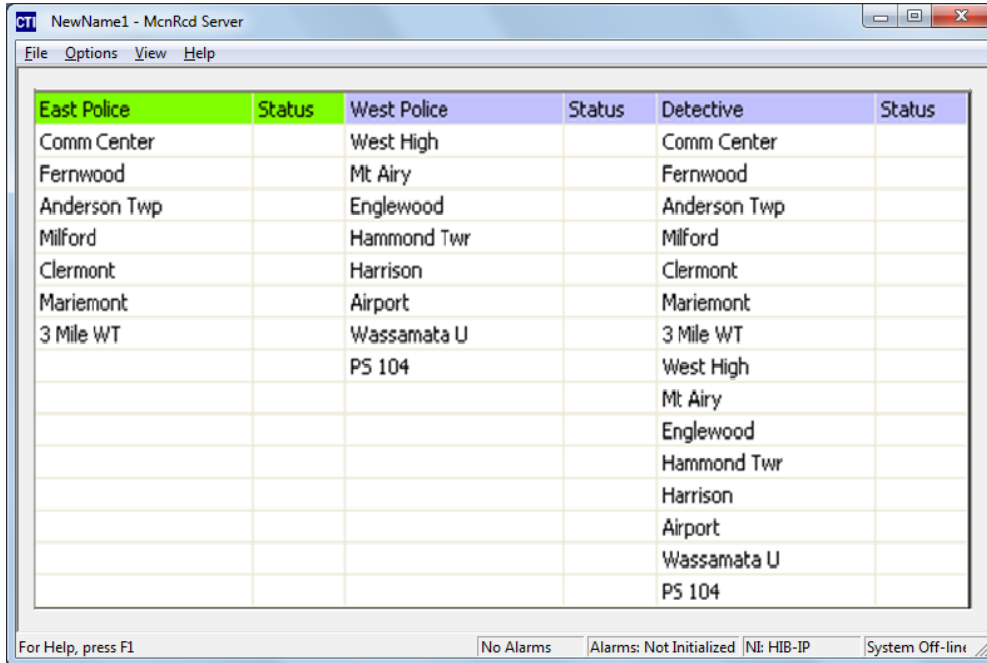 CTI NewName1 - McnRcd Server
File Options View Help
East Police Status West Police Status Detective Status
Comm Center West High Comm Center
Fernwood Mt Airy Fernwood
Anderson Twp Englewood Anderson Twp
Milford Hammond Twr Milford
Clermont Harrison Clermont
Mariemont Airport Mariemont
3 Mile WT Wassamata U 3 Mile WT
PS 104 West High
Mt Airy
Englewood
Hammond Twr
Harrison
Airport
Wassamata U
PS 104
For Help, press F1 No Alarms Alarms: Not Initialized NI: HIB-IP System Off-line